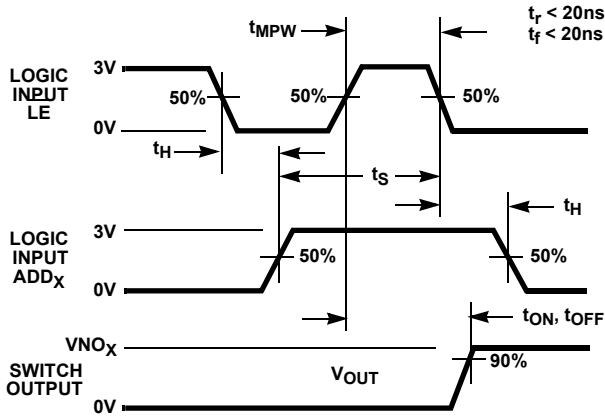 tMPW
tr < 20ns
tf < 20ns
LOGIC
INPUT
LE
3V
50%
50%
50%
0V
tH
tS
tH
LOGIC
INPUT
ADDX
3V
50%
50%
0V
tON, tOFF
SWITCH
OUTPUT
VNOX
VOUT
90%
0V